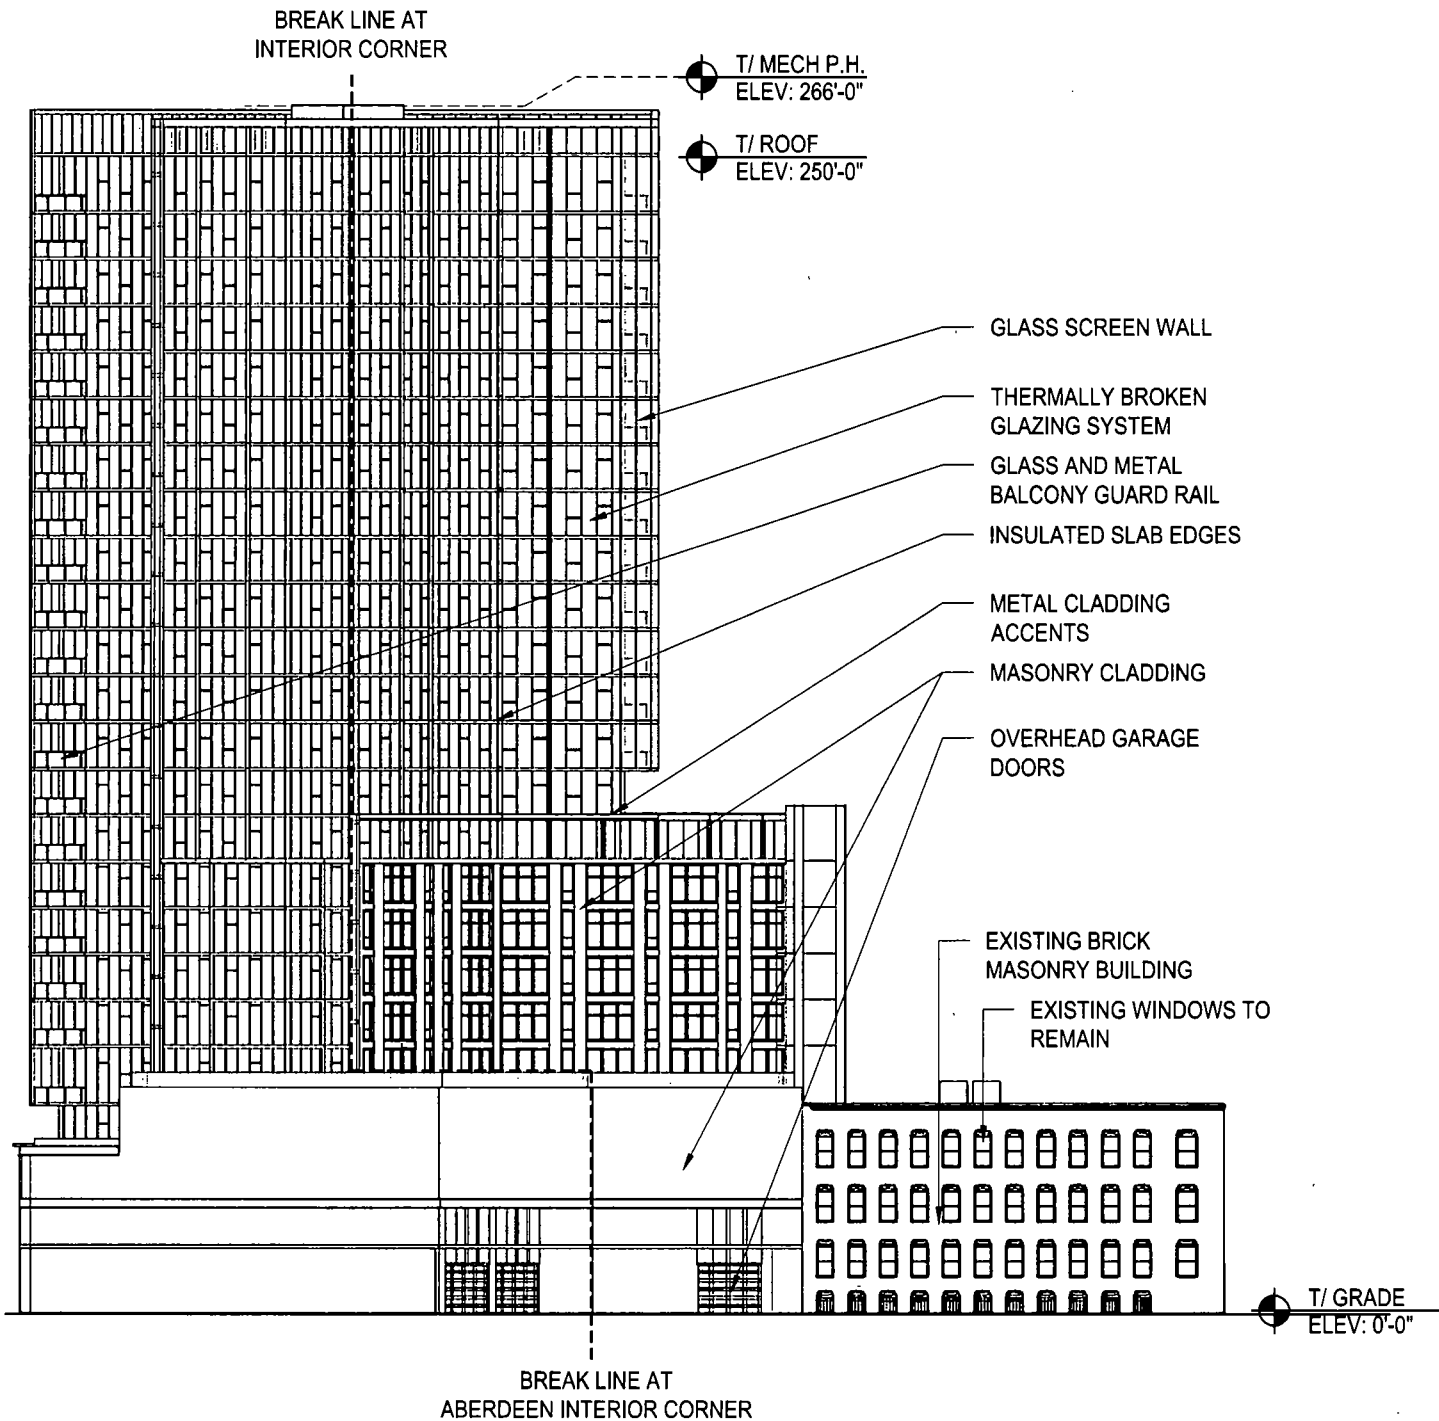 BREAK LINE AT
INTERIOR CORNER
T/ MECH P.H.
ELEV: 266'-0"
T/ ROOF
ELEV: 250'-0"
GLASS SCREEN WALL
THERMALLY BROKEN
GLAZING SYSTEM
GLASS AND METAL
BALCONY GUARD RAIL
INSULATED SLAB EDGES
METAL CLADDING
ACCENTS
MASONRY CLADDING
OVERHEAD GARAGE
DOORS
EXISTING BRICK
MASONRY BUILDING
EXISTING WINDOWS TO
REMAIN
T/ GRADE
ELEV: 0'-0"
BREAK LINE AT
ABERDEEN INTERIOR CORNER